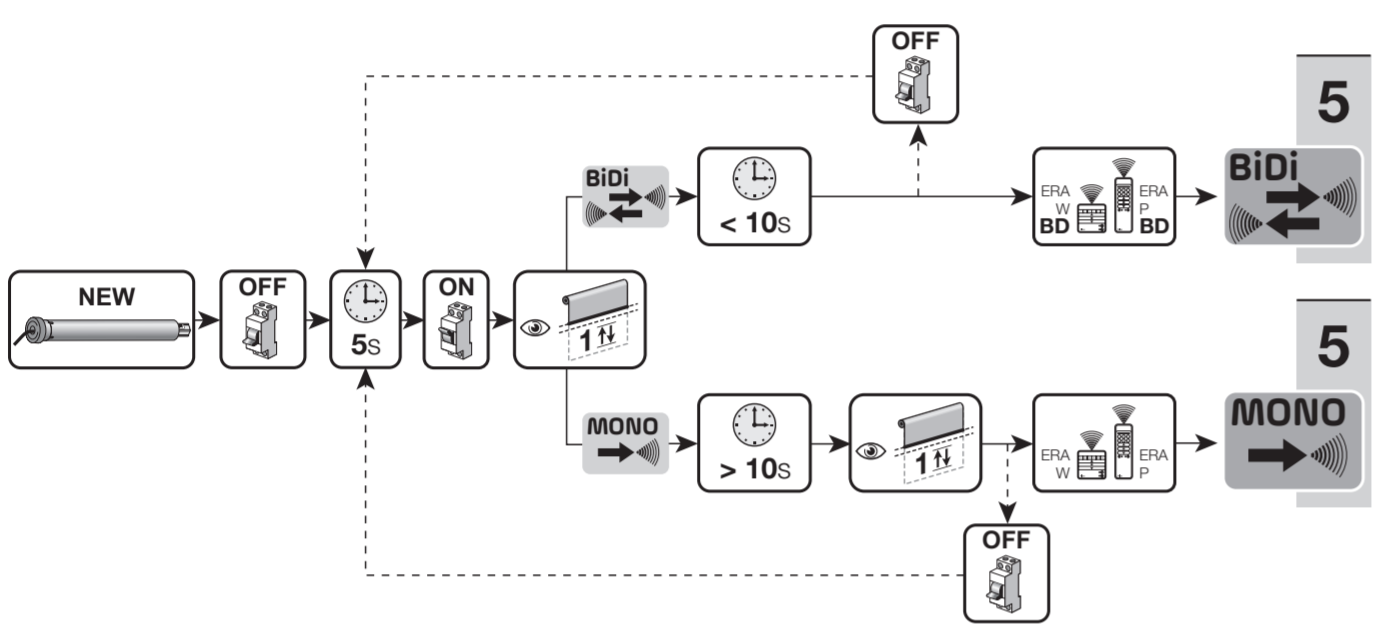 OFF
5
BiDi
< 10S
ERA
W
BD
ERA
P
BD
BiDi
NEW
OFF
5S
ON
1
5
MONO
> 10S
1
ERA
W
ERA
P
MONO
OFF